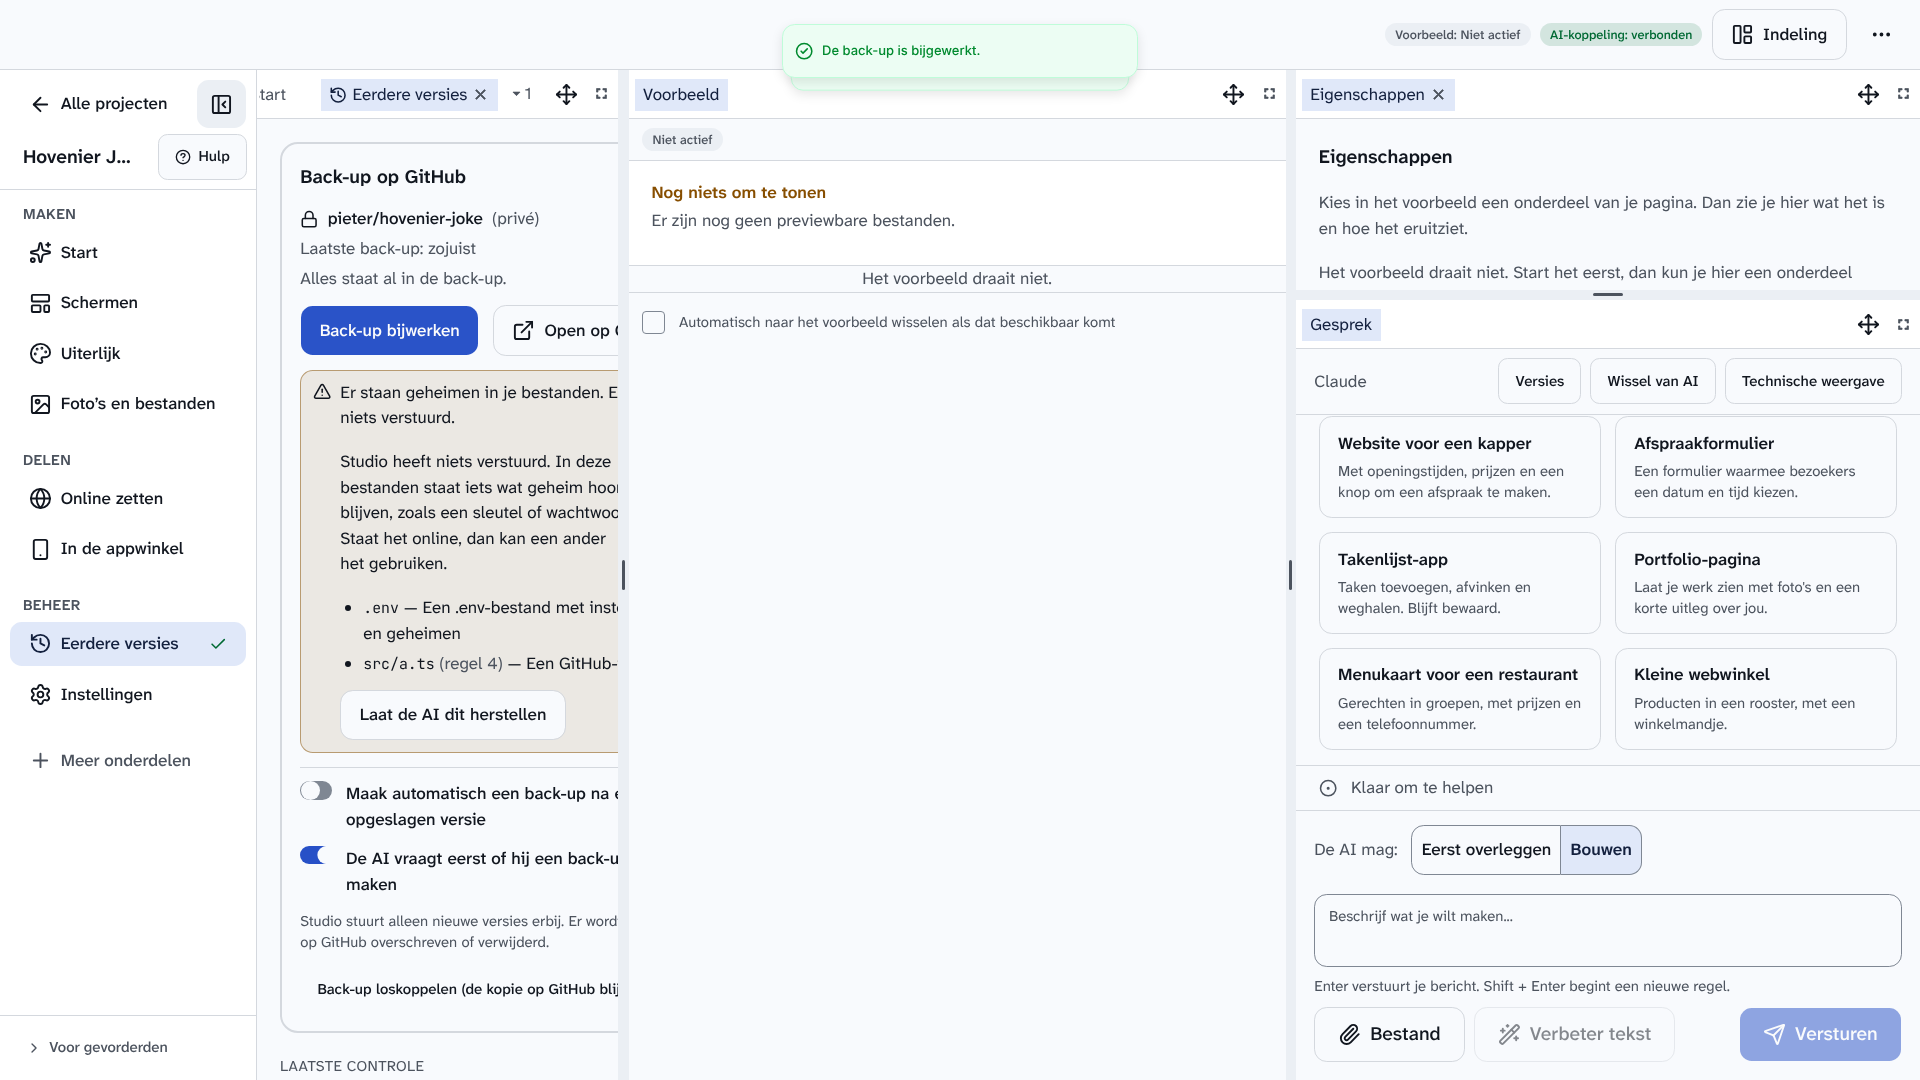 De back-up is bijgewerkt.
Voorbeeld: Niet actief
AI-koppeling: verbonden
Indeling
Alle projecten
Hovenier J...
Hulp
MAKEN
Start
Schermen
Uiterlijk
Foto's en bestanden
DELEN
Online zetten
In de appwinkel
BEHEER
Eerdere versies
Instellingen
Meer onderdelen
Voor gevorderden
tart
Eerdere versies
1
Back-up op GitHub
pieter/hovenier-joke (privé)
Laatste back-up: zojuist
Alles staat al in de back-up.
Back-up bijwerken
Open op
Er staan geheimen in je bestanden. E
niets verstuurd.
Studio heeft niets verstuurd. In deze
bestanden staat iets wat geheim hoor
blijven, zoals een sleutel of wachtwoo
Staat het online, dan kan een ander
het gebruiken.
.env — Een .env-bestand met inste
en geheimen
src/a.ts (regel 4) — Een GitHub-
Laat de AI dit herstellen
Maak automatisch een back-up na e
opgeslagen versie
De AI vraagt eerst of hij een back-u
maken
Studio stuurt alleen nieuwe versies erbij. Er word
op GitHub overschreven of verwijderd.
Back-up loskoppelen (de kopie op GitHub blij
LAATSTE CONTROLE
Voorbeeld
Niet actief
Nog niets om te tonen
Er zijn nog geen previewbare bestanden.
Het voorbeeld draait niet.
Automatisch naar het voorbeeld wisselen als dat beschikbaar komt
Eigenschappen
Eigenschappen
Kies in het voorbeeld een onderdeel van je pagina. Dan zie je hier wat het is
en hoe het eruitziet.
Het voorbeeld draait niet. Start het eerst, dan kun je hier een onderdeel
Gesprek
Claude
Versies
Wissel van AI
Technische weergave
Website voor een kapper
Met openingstijden, prijzen en een
knop om een afspraak te maken.
Afspraakformulier
Een formulier waarmee bezoekers
een datum en tijd kiezen.
Takenlijst-app
Taken toevoegen, afvinken en
weghalen. Blijft bewaard.
Portfolio-pagina
Laat je werk zien met foto's en een
korte uitleg over jou.
Menukaart voor een restaurant
Gerechten in groepen, met prijzen en
een telefoonnummer.
Kleine webwinkel
Producten in een rooster, met een
winkelmandje.
Klaar om te helpen
De AI mag:
Eerst overleggen
Bouwen
Beschrijf wat je wilt maken...
Enter verstuurt je bericht. Shift + Enter begint een nieuwe regel.
Bestand
Verbeter tekst
Versturen